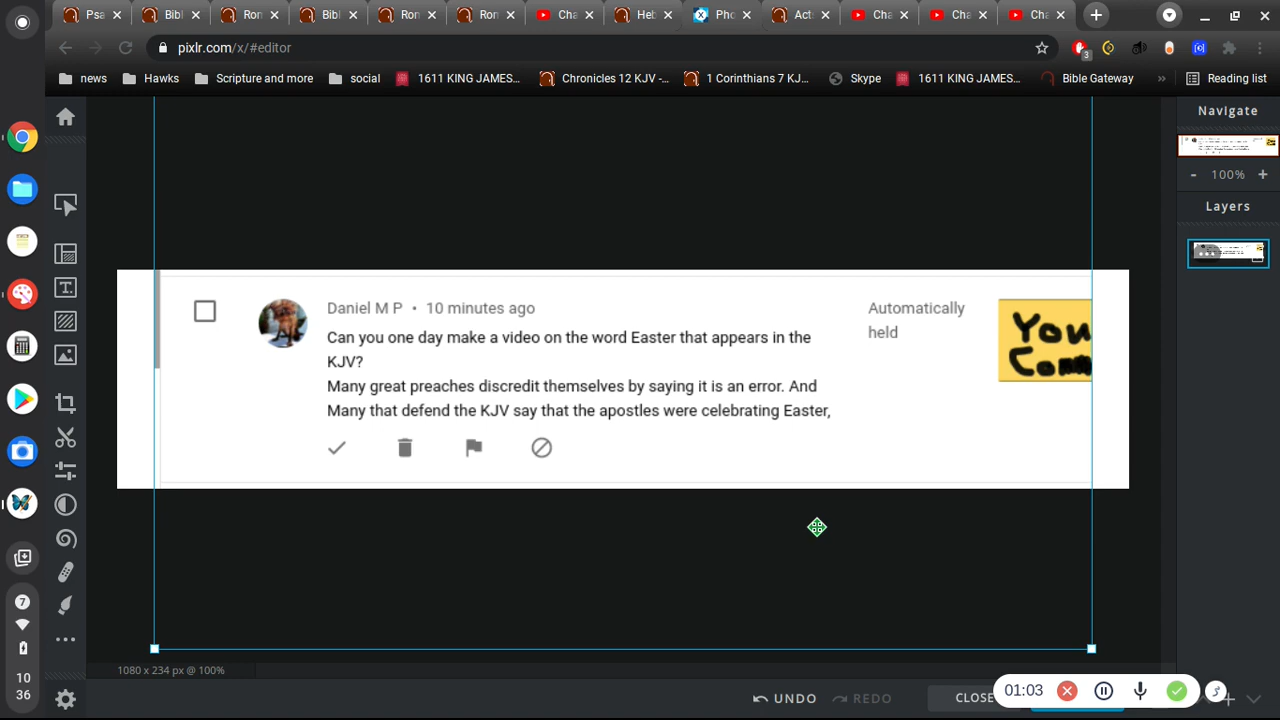 Psa
Bibl
Ron
Bibl
Ron
Ron
Cha
Heb
Pho
Acts
Cha
Cha
Cha
pixlr.com/x/#editor
3
news
Hawks
Scripture and more
social
1611 KING JAMES...
Chronicles 12 KJV -...
1 Corinthians 7 KJ...
Skype
1611 KING JAMES...
Bible Gateway
»
Reading list
Navigate
- 100% +
Layers
Daniel M P • 10 minutes ago
Can you one day make a video on the word Easter that appears in the
KJV?
Many great preaches discredit themselves by saying it is an error. And
Many that defend the KJV say that the apostles were celebrating Easter,
Automatically
held
You
Com
7
10
36
1080 x 234 px @ 100%
UNDO
REDO
CLOSE
01:03